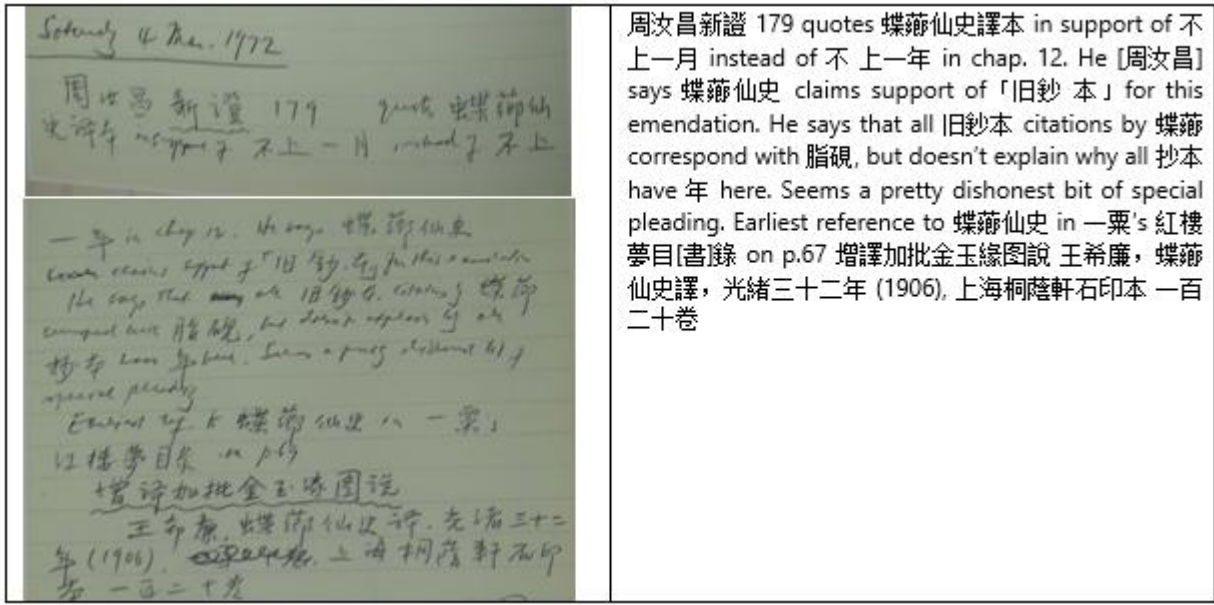 Saturday 4 Mar. 1972
周汝昌新證 179 quotes 蝶薌仙
史译本 in support of 不上一月 instead of 不上
一年 in chap 12. He says 蝶薌仙史
claims support of「旧鈔本」for this emendation
He says that all 旧鈔本 citations by 蝶薌
correspond with 脂硯, but doesn't explain why all
抄本 have 年 here. Seems a pretty dishonest bit of
special pleading
Earliest ref. to 蝶薌仙史 in 一粟's
红楼夢目录 on p67
增译加批金玉缘图说
王希廉, 蝶薌仙史译. 光绪三十二
年 (1906). 上海桐蔭軒石印
本 一百二十卷
周汝昌新證 179 quotes 蝶薌仙史譯本 in support of 不
上一月 instead of 不 上一年 in chap. 12. He [周汝昌]
says 蝶薌仙史 claims support of「旧鈔 本」for this
emendation. He says that all 旧鈔本 citations by 蝶薌
correspond with 脂硯, but doesn't explain why all 抄本
have 年 here. Seems a pretty dishonest bit of special
pleading. Earliest reference to 蝶薌仙史 in 一粟's 紅樓
夢目[書]錄 on p.67 增譯加批金玉緣图說 王希廉，蝶薌
仙史譯，光緒三十二年 (1906), 上海桐蔭軒石印本 一百
二十卷